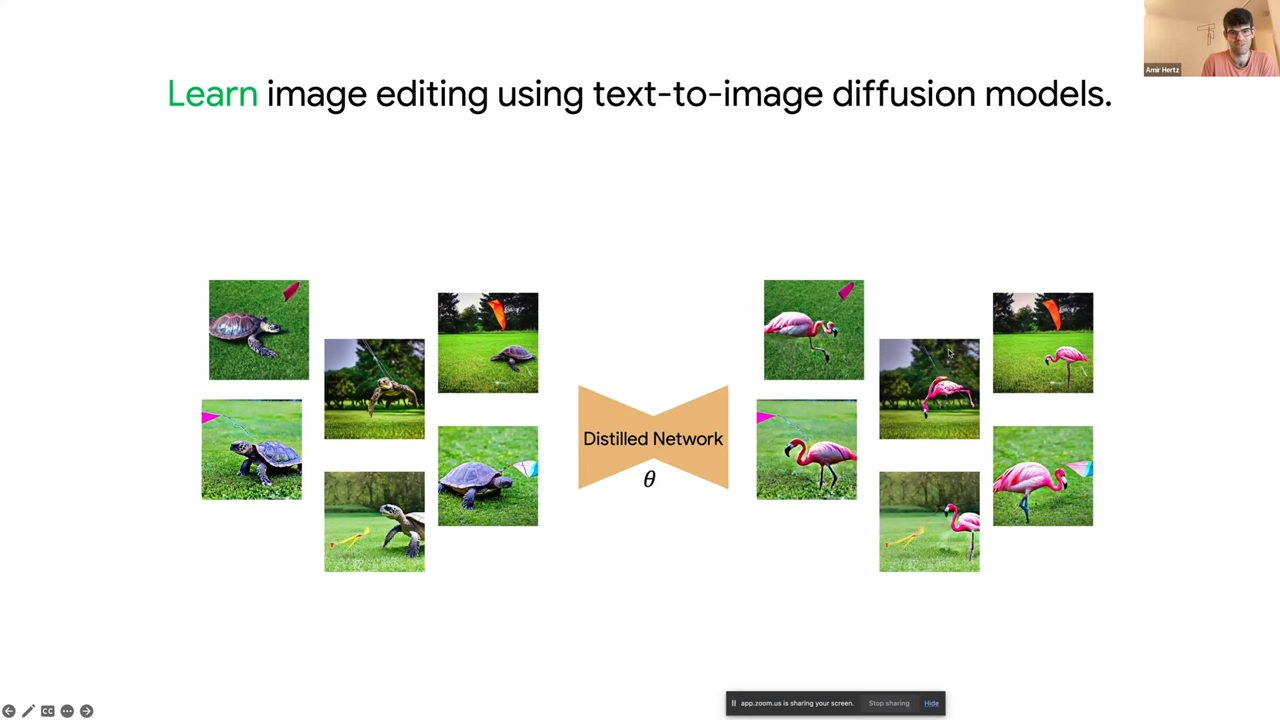 Amir Hertz
Learn image editing using text-to-image diffusion models.
Distilled Network
θ
CC
app.zoom.us is sharing your screen.
Stop sharing
Hide